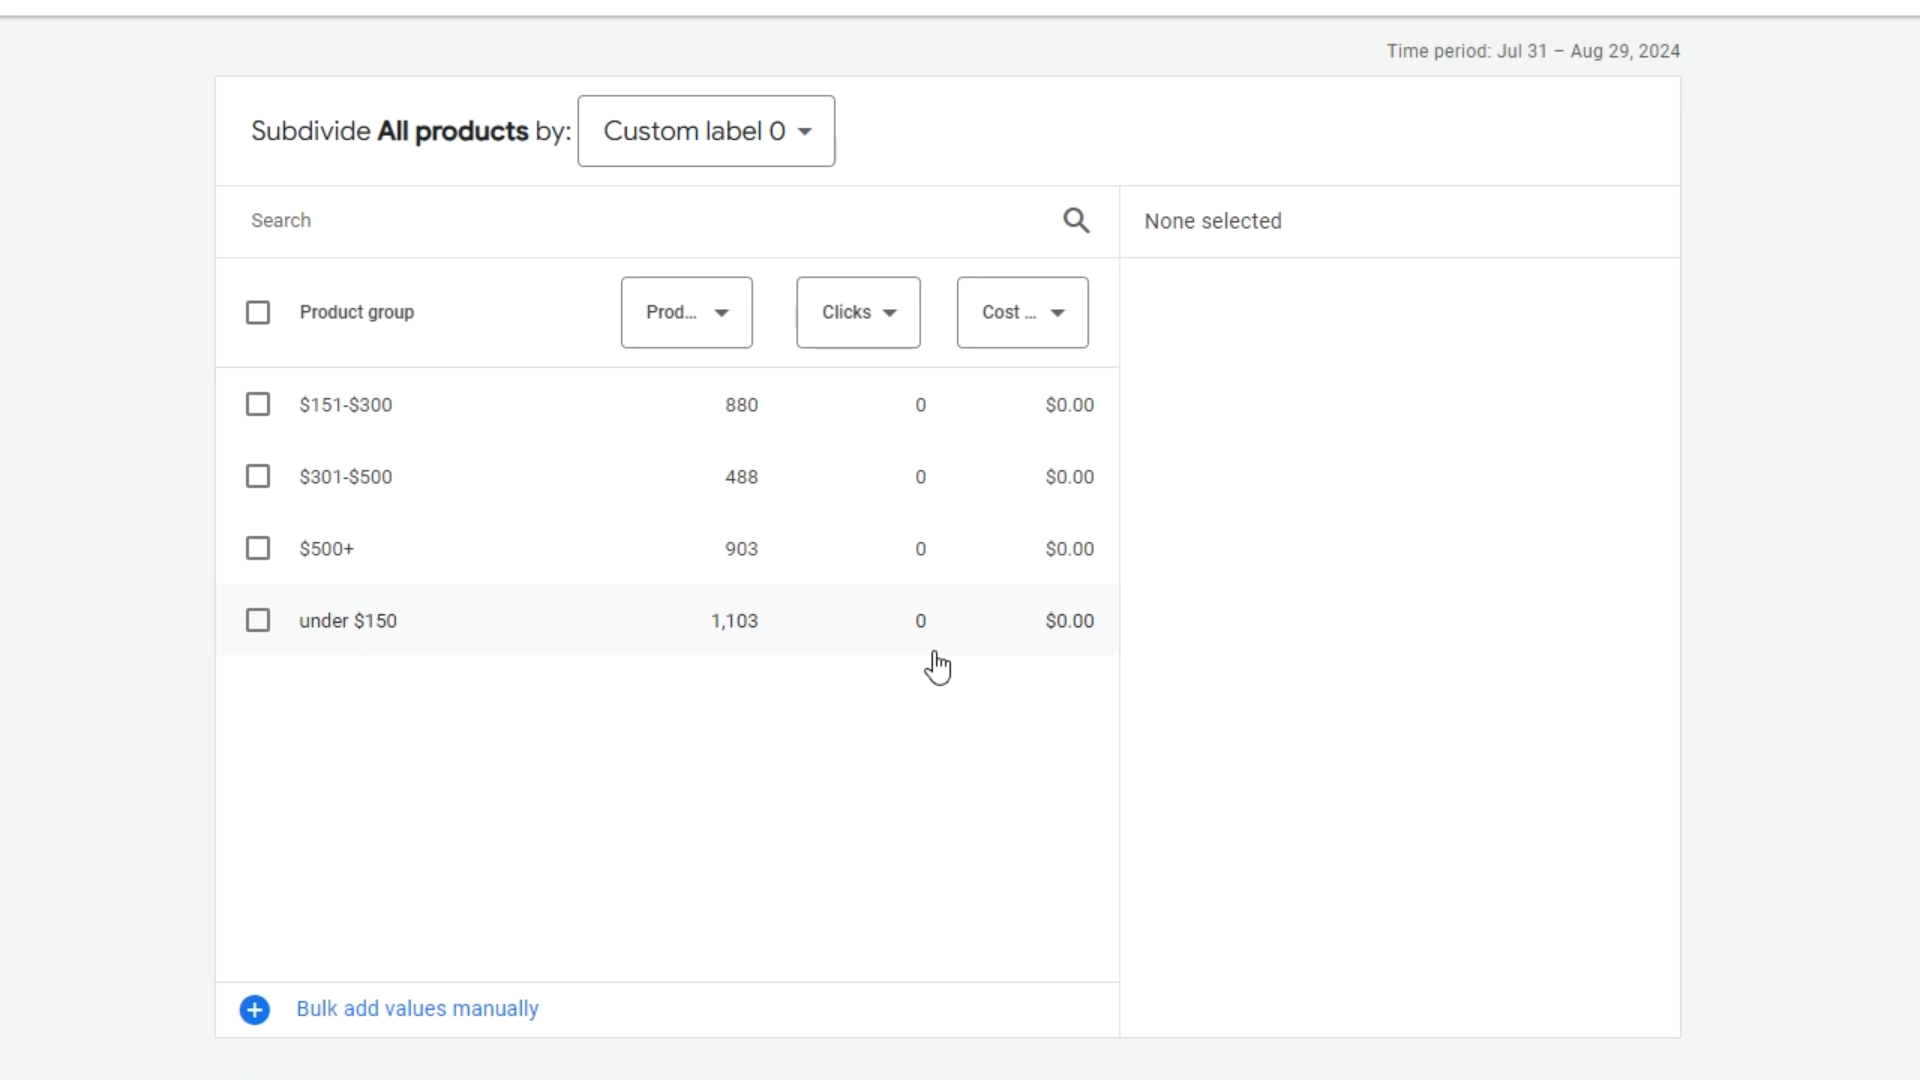 Time period: Jul 31 – Aug 29, 2024
Subdivide All products by: Custom label 0
Search
None selected
Product group Prod... Clicks Cost ...
$151-$300 880 0 $0.00
$301-$500 488 0 $0.00
$500+ 903 0 $0.00
under $150 1,103 0 $0.00
Bulk add values manually